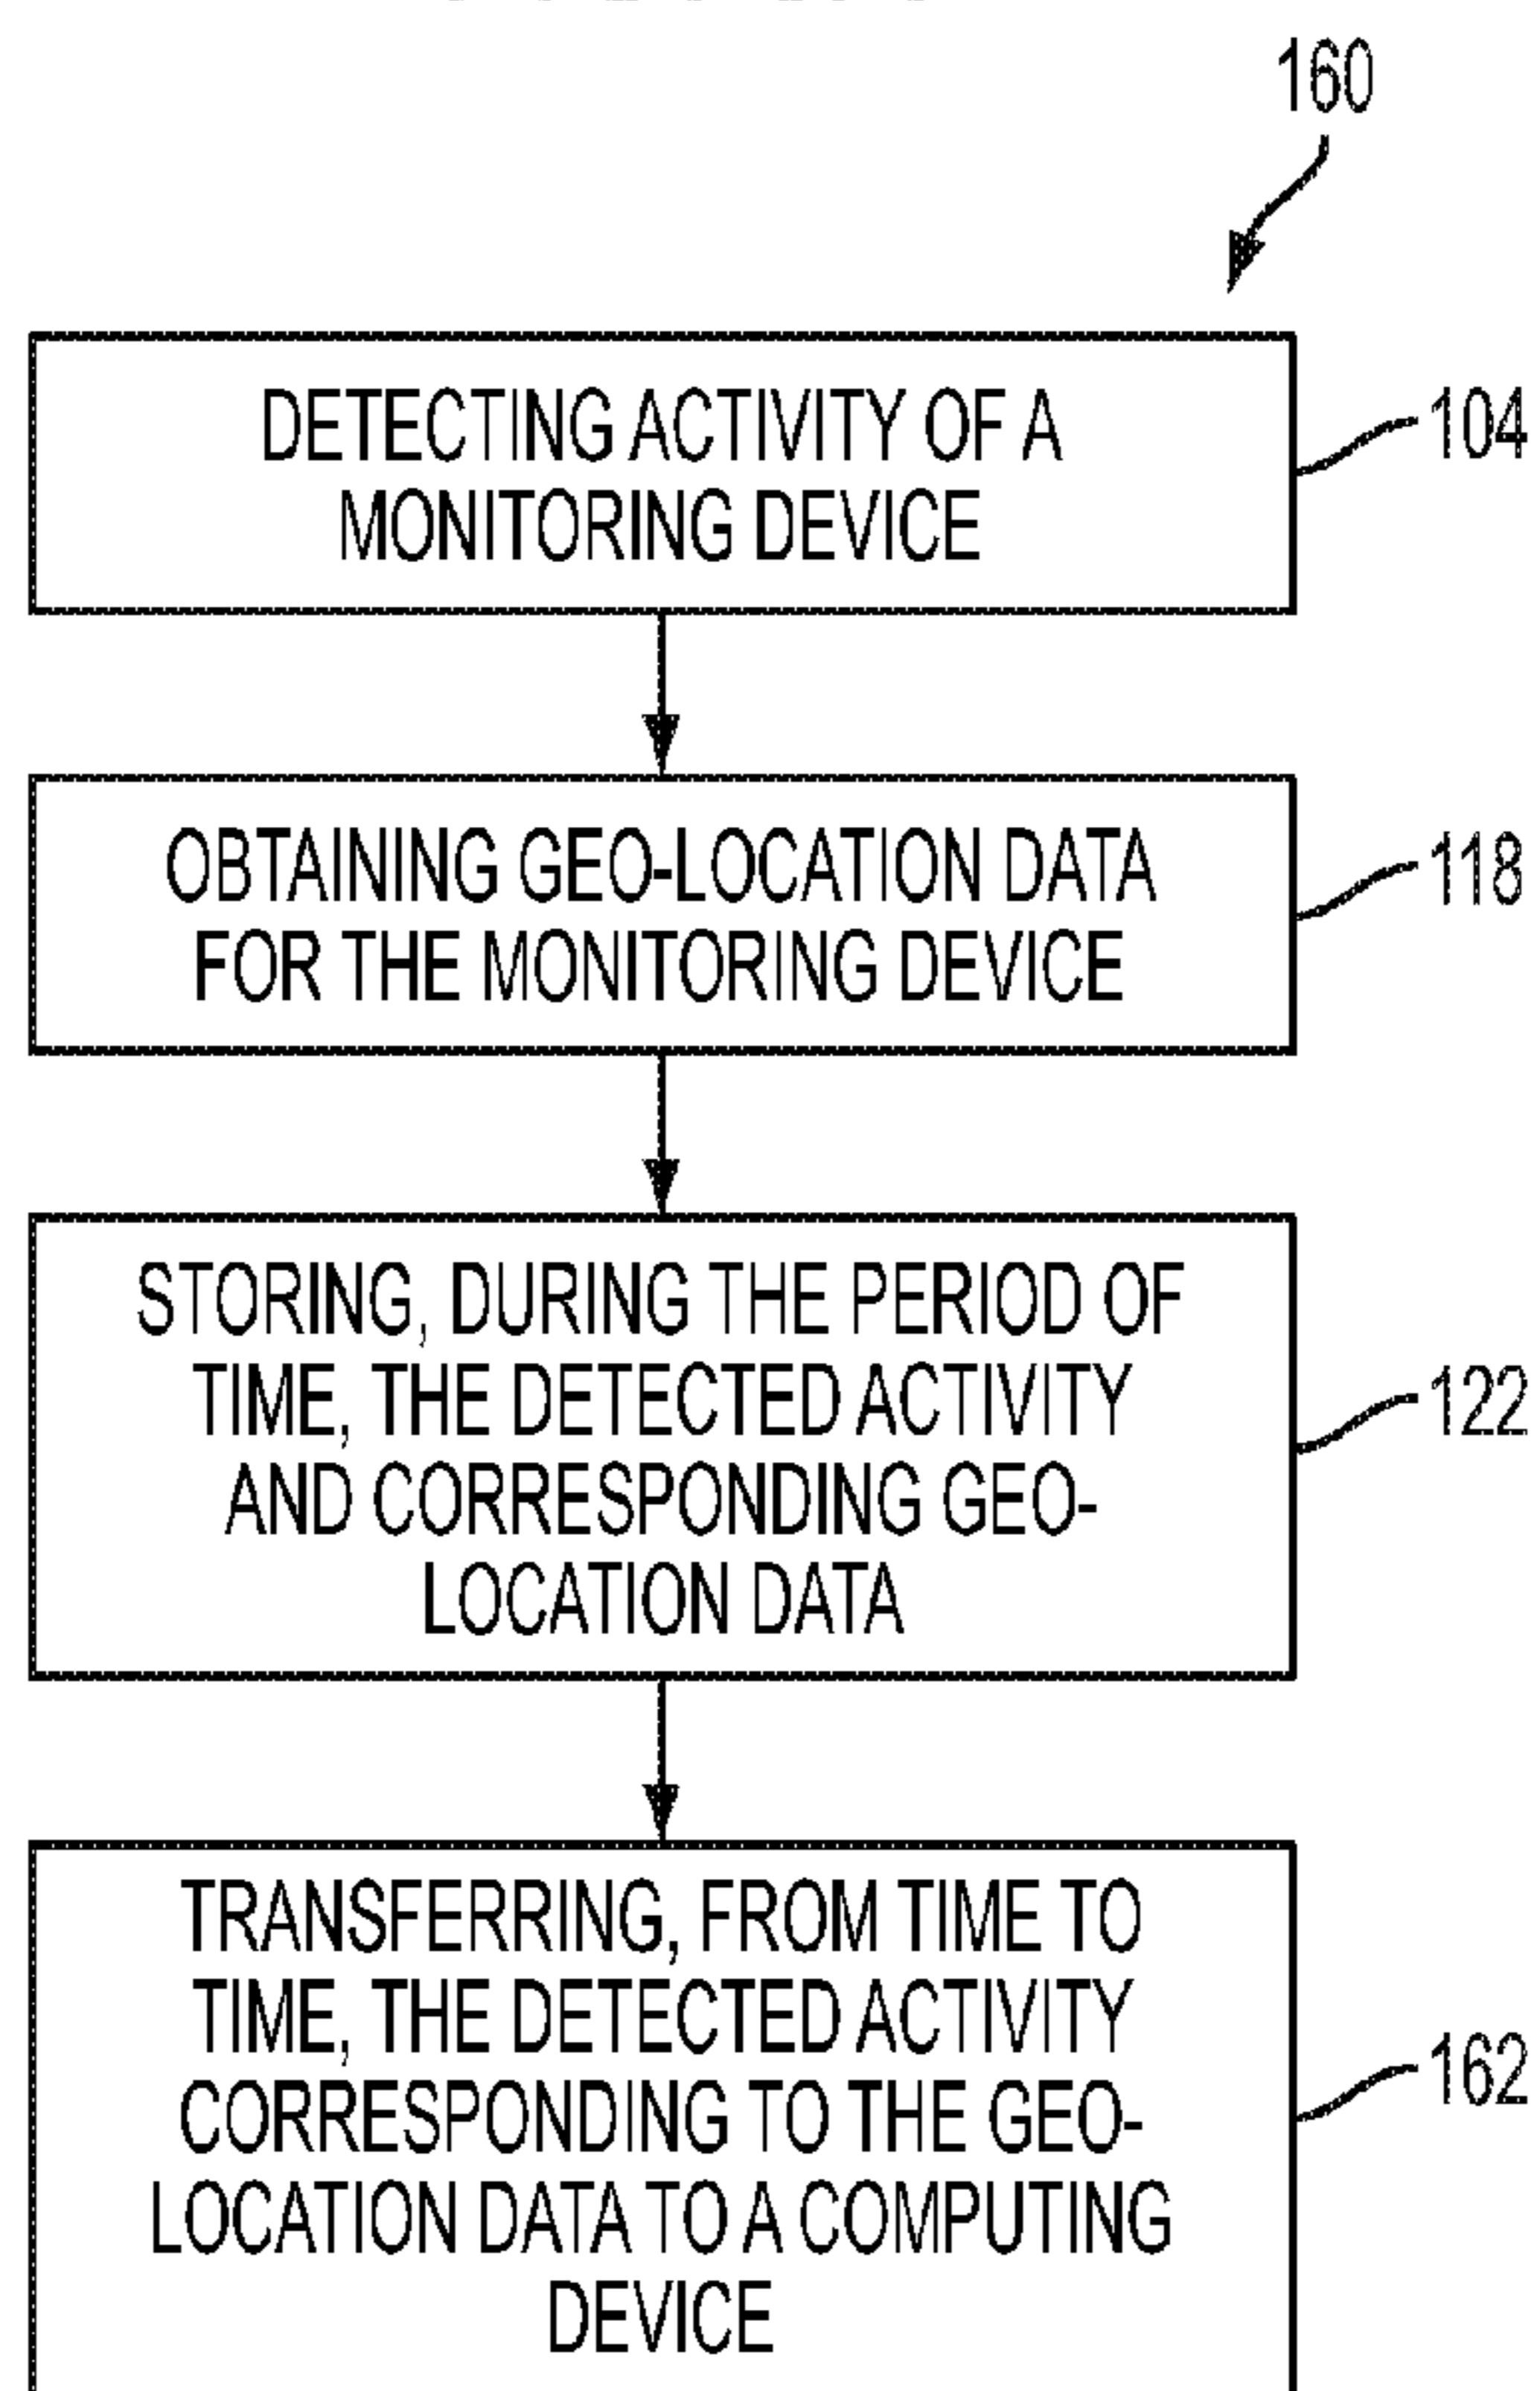 160
DETECTING ACTIVITY OF A
MONITORING DEVICE
104
OBTAINING GEO-LOCATION DATA
FOR THE MONITORING DEVICE
118
STORING, DURING THE PERIOD OF
TIME, THE DETECTED ACTIVITY
AND CORRESPONDING GEO-
LOCATION DATA
122
TRANSFERRING, FROM TIME TO
TIME, THE DETECTED ACTIVITY
CORRESPONDING TO THE GEO-
LOCATION DATA TO A COMPUTING
DEVICE
162